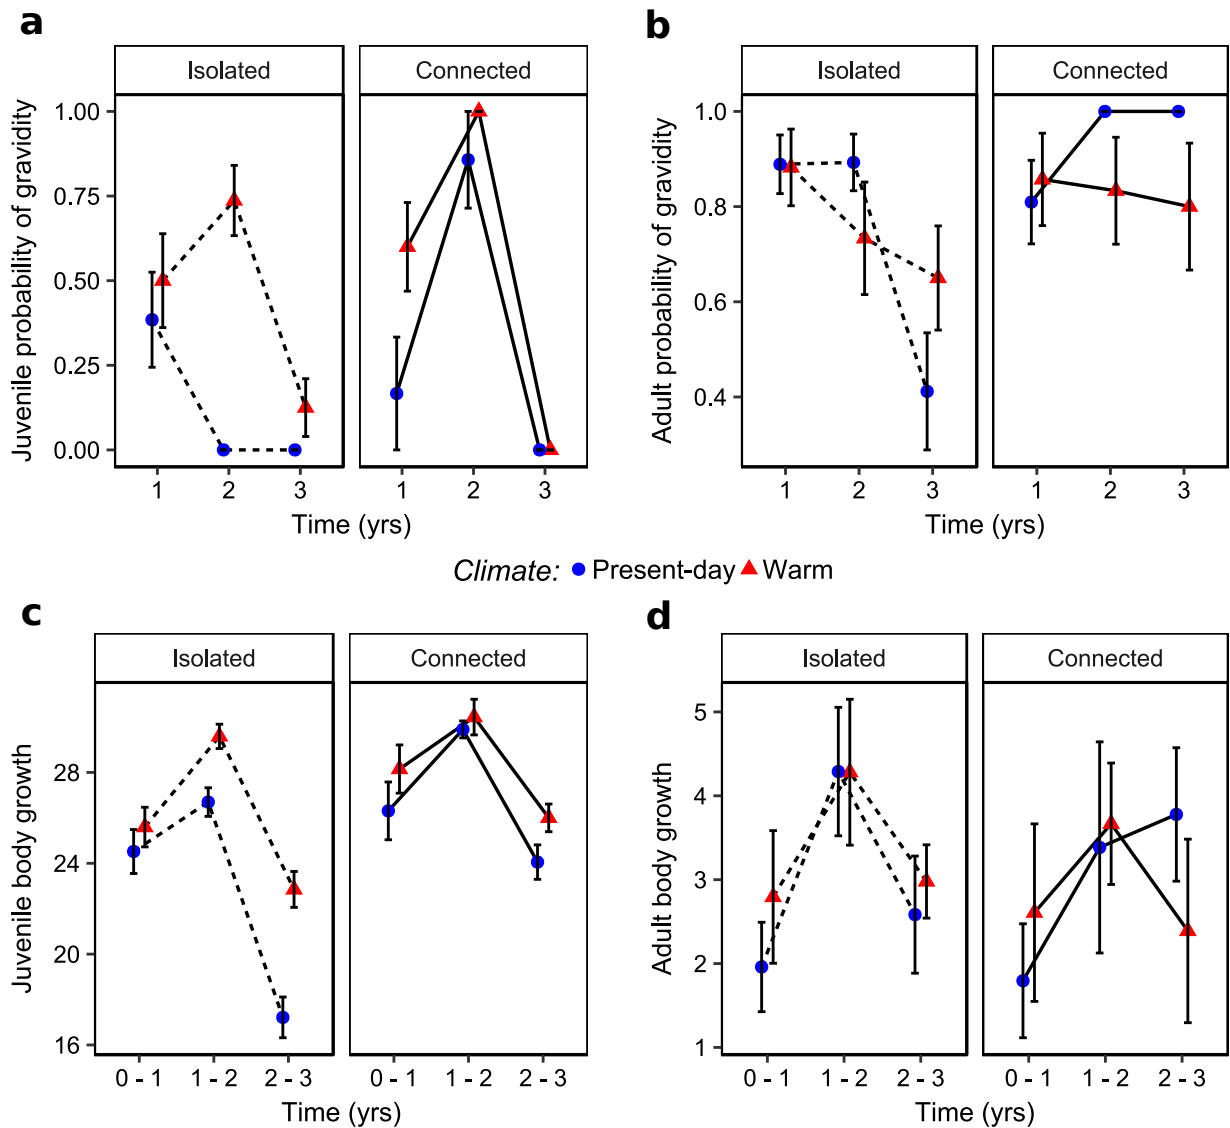 a
Isolated
Connected
Juvenile probability of gravidity
1.00
0.75
0.50
0.25
0.00
1 2 3
1 2 3
Time (yrs)
b
Isolated
Connected
Adult probability of gravidity
1.0
0.8
0.6
0.4
1 2 3
1 2 3
Time (yrs)
Climate: Present-day Warm
c
Isolated
Connected
Juvenile body growth
28
24
20
16
0 - 1 1 - 2 2 - 3
0 - 1 1 - 2 2 - 3
Time (yrs)
d
Isolated
Connected
Adult body growth
5
4
3
2
1
0 - 1 1 - 2 2 - 3
0 - 1 1 - 2 2 - 3
Time (yrs)